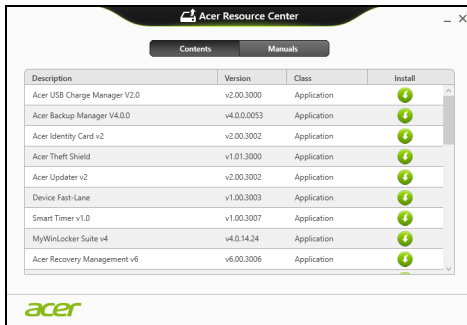 Acer Resource Center
Contents Manuals
Description Version Class Install
Acer USB Charge Manager V2.0 v2.00.3000 Application
Acer Backup Manager V4.0.0 v4.0.0.0053 Application
Acer Identity Card v2 v2.00.3002 Application
Acer Theft Shield v1.01.3000 Application
Acer Updater v2 v2.00.3002 Application
Device Fast-Lane v1.00.3003 Application
Smart Timer v1.0 v1.00.3007 Application
MyWinLocker Suite v4 v4.0.14.24 Application
Acer Recovery Management v6 v6.00.3006 Application
acer